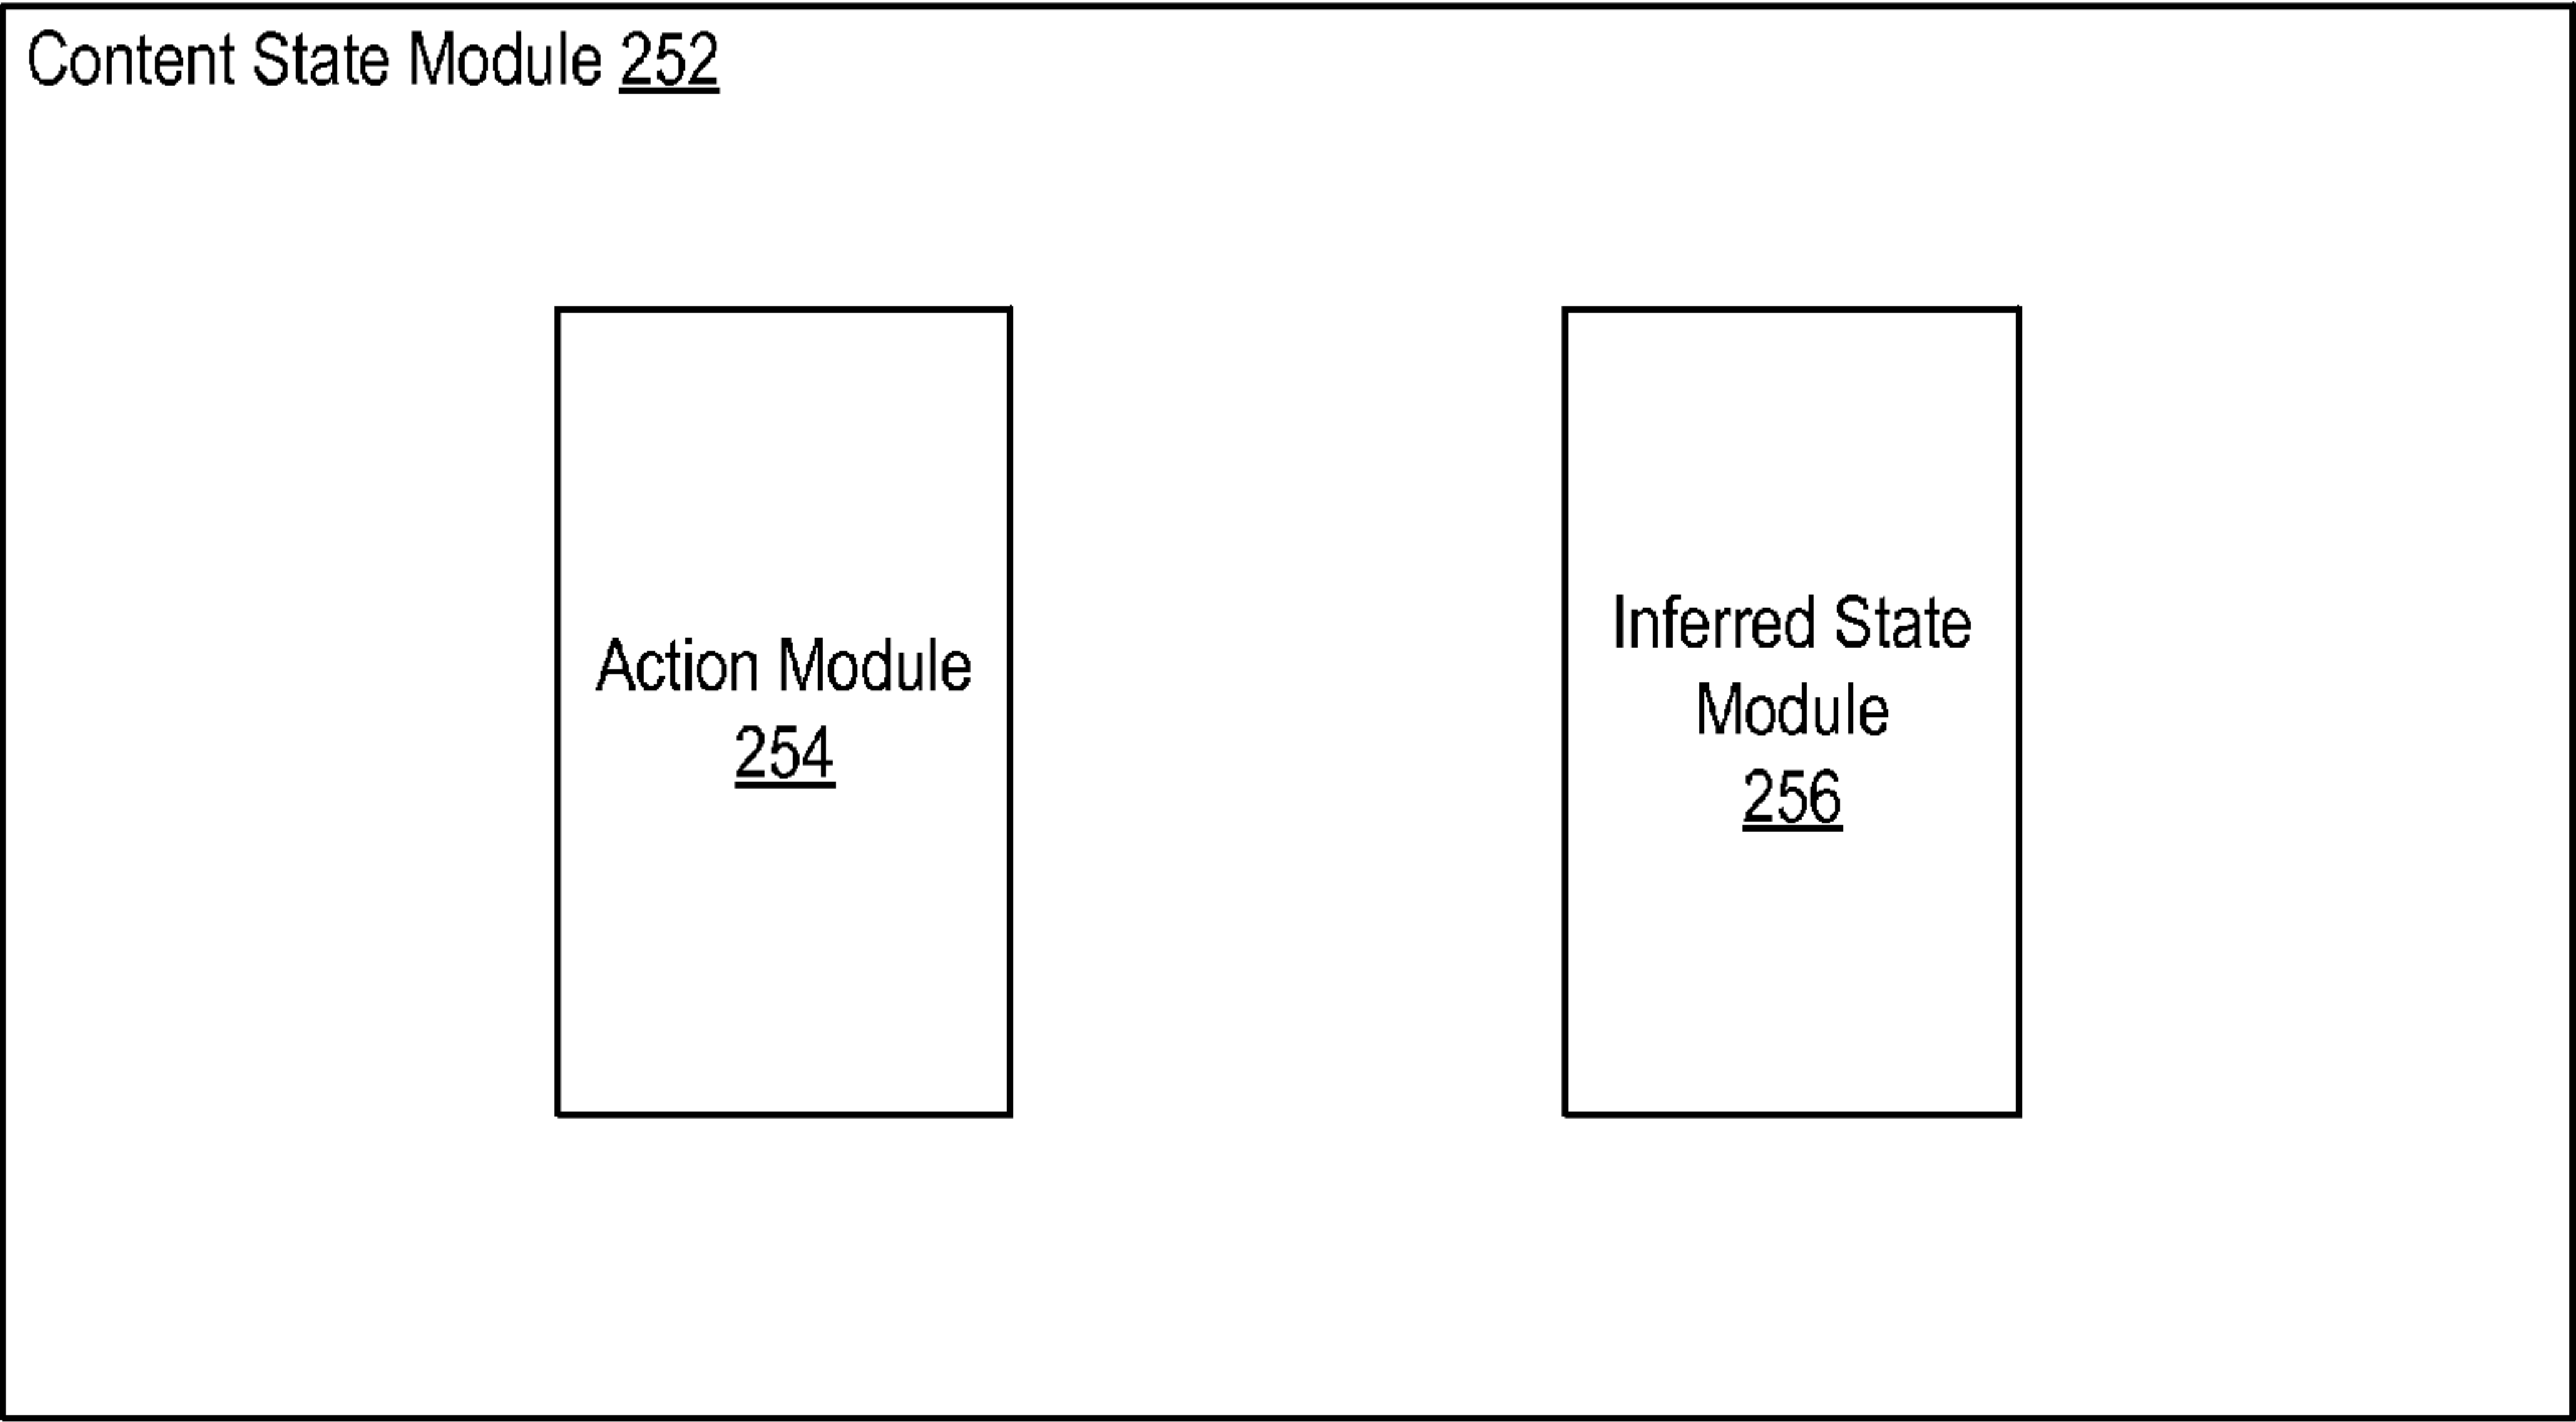 Content State Module 252
Action Module
254
Inferred State
Module
256